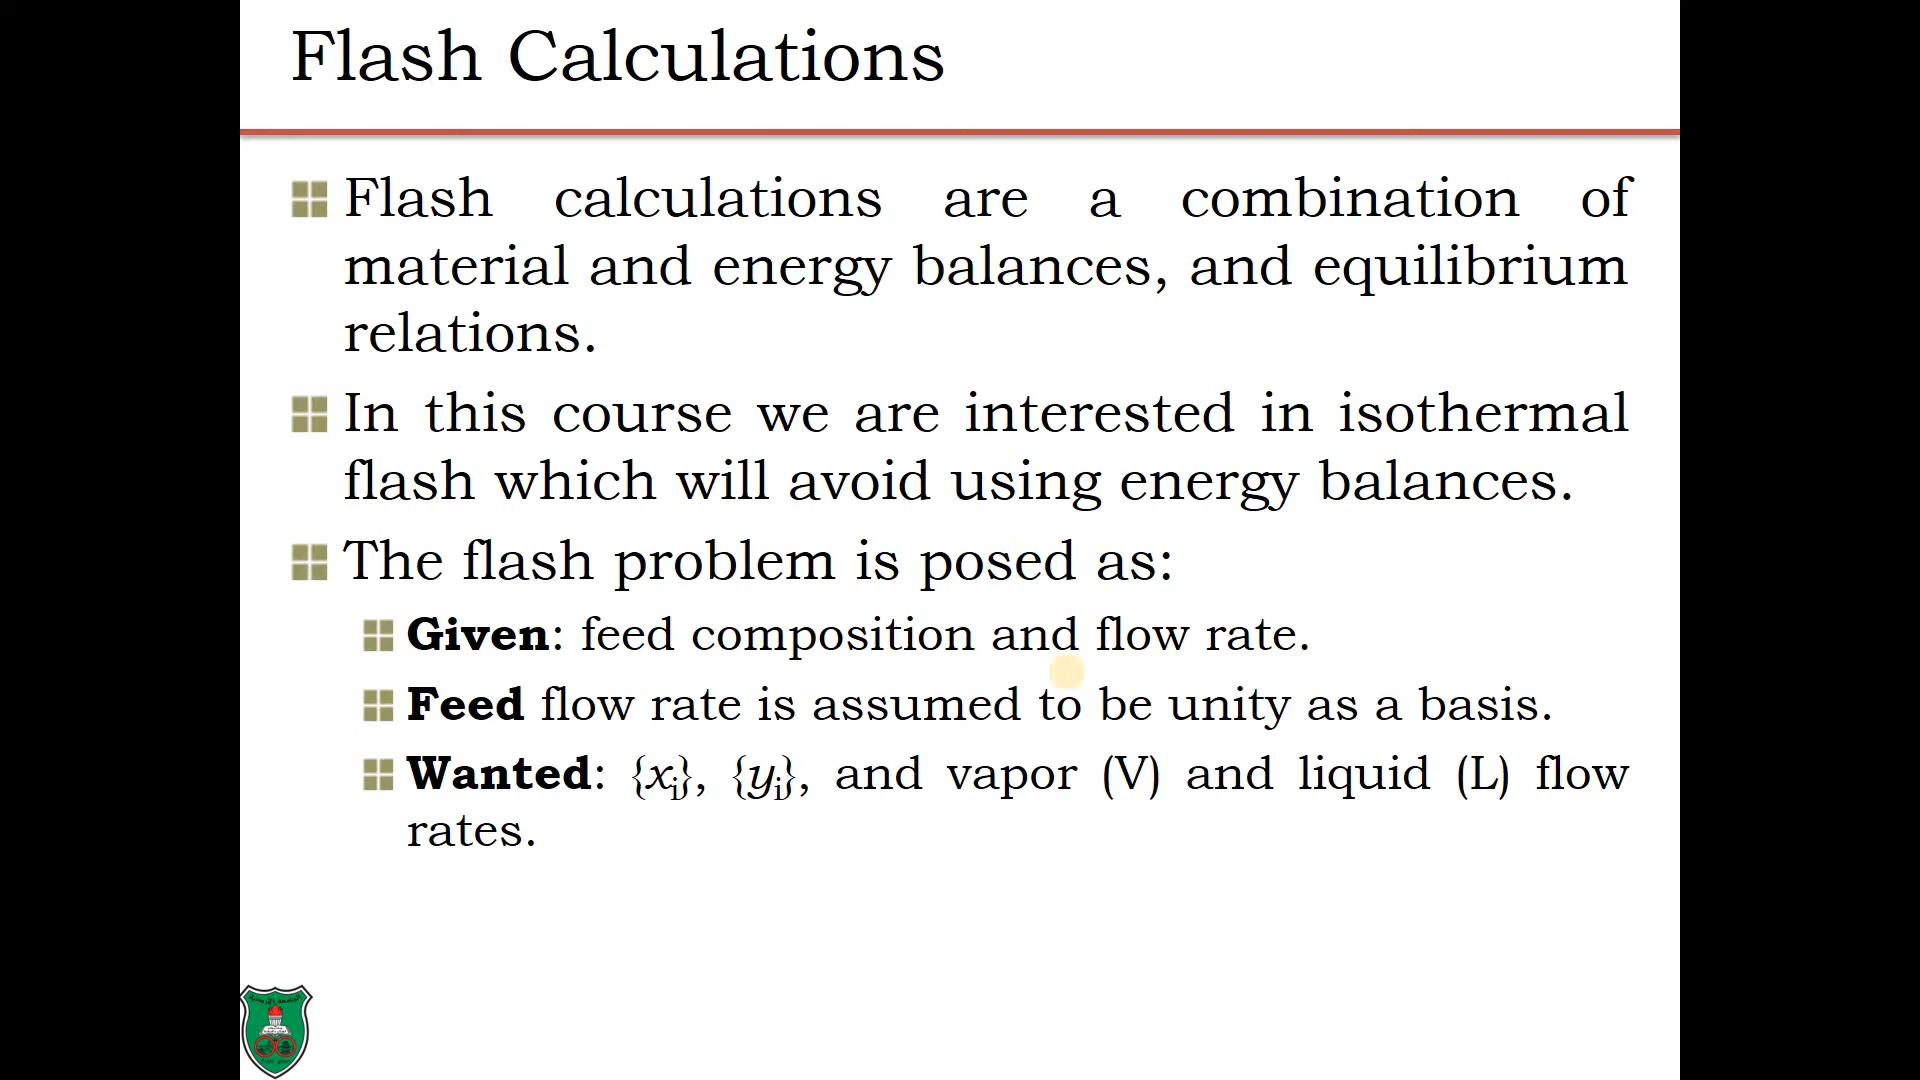 Flash Calculations
Flash calculations are a combination of
material and energy balances, and equilibrium
relations.
In this course we are interested in isothermal
flash which will avoid using energy balances.
The flash problem is posed as:
Given: feed composition and flow rate.
Feed flow rate is assumed to be unity as a basis.
Wanted: {xi}, {yi}, and vapor (V) and liquid (L) flow
rates.
الجامعة الأردنية